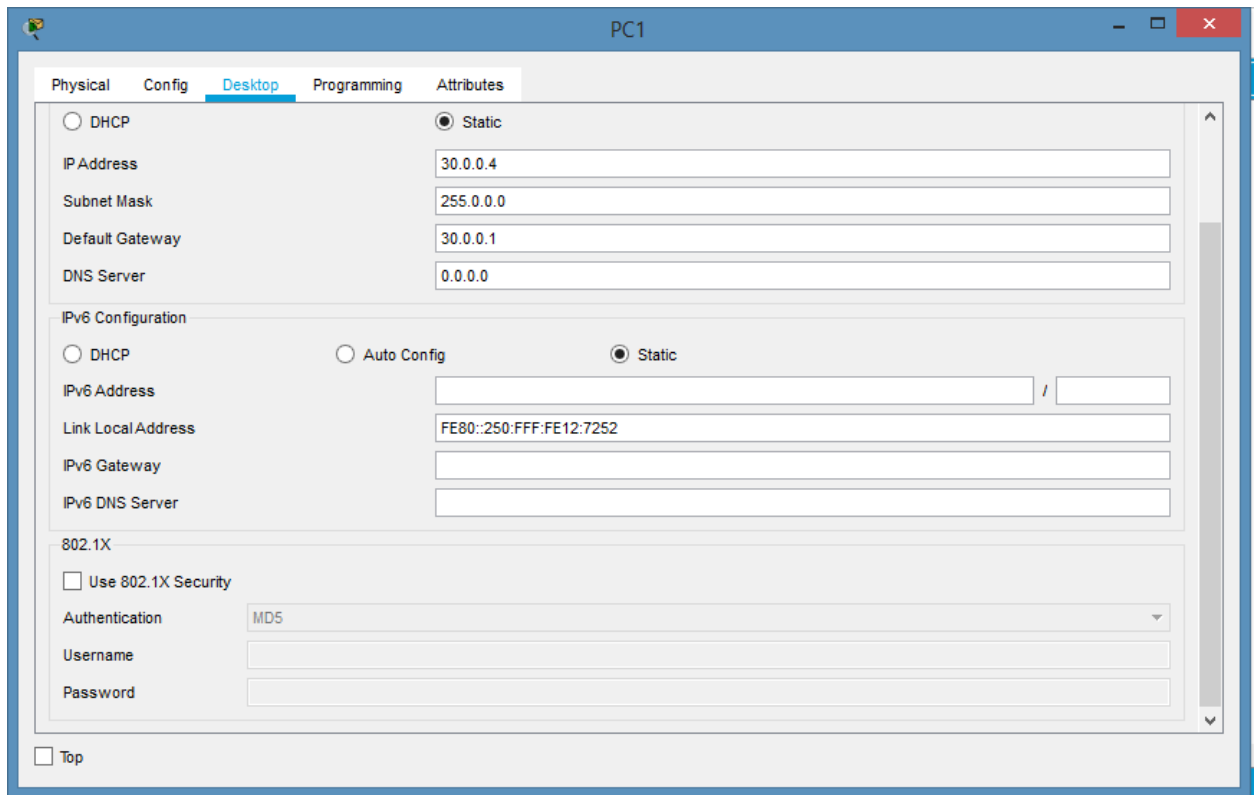 PC1
Physical Config Desktop Programming Attributes
DHCP Static
IP Address 30.0.0.4
Subnet Mask 255.0.0.0
Default Gateway 30.0.0.1
DNS Server 0.0.0.0
IPv6 Configuration
DHCP Auto Config Static
IPv6 Address /
Link Local Address FE80::250:FFF:FE12:7252
IPv6 Gateway
IPv6 DNS Server
802.1X
Use 802.1X Security
Authentication MD5
Username
Password
Top